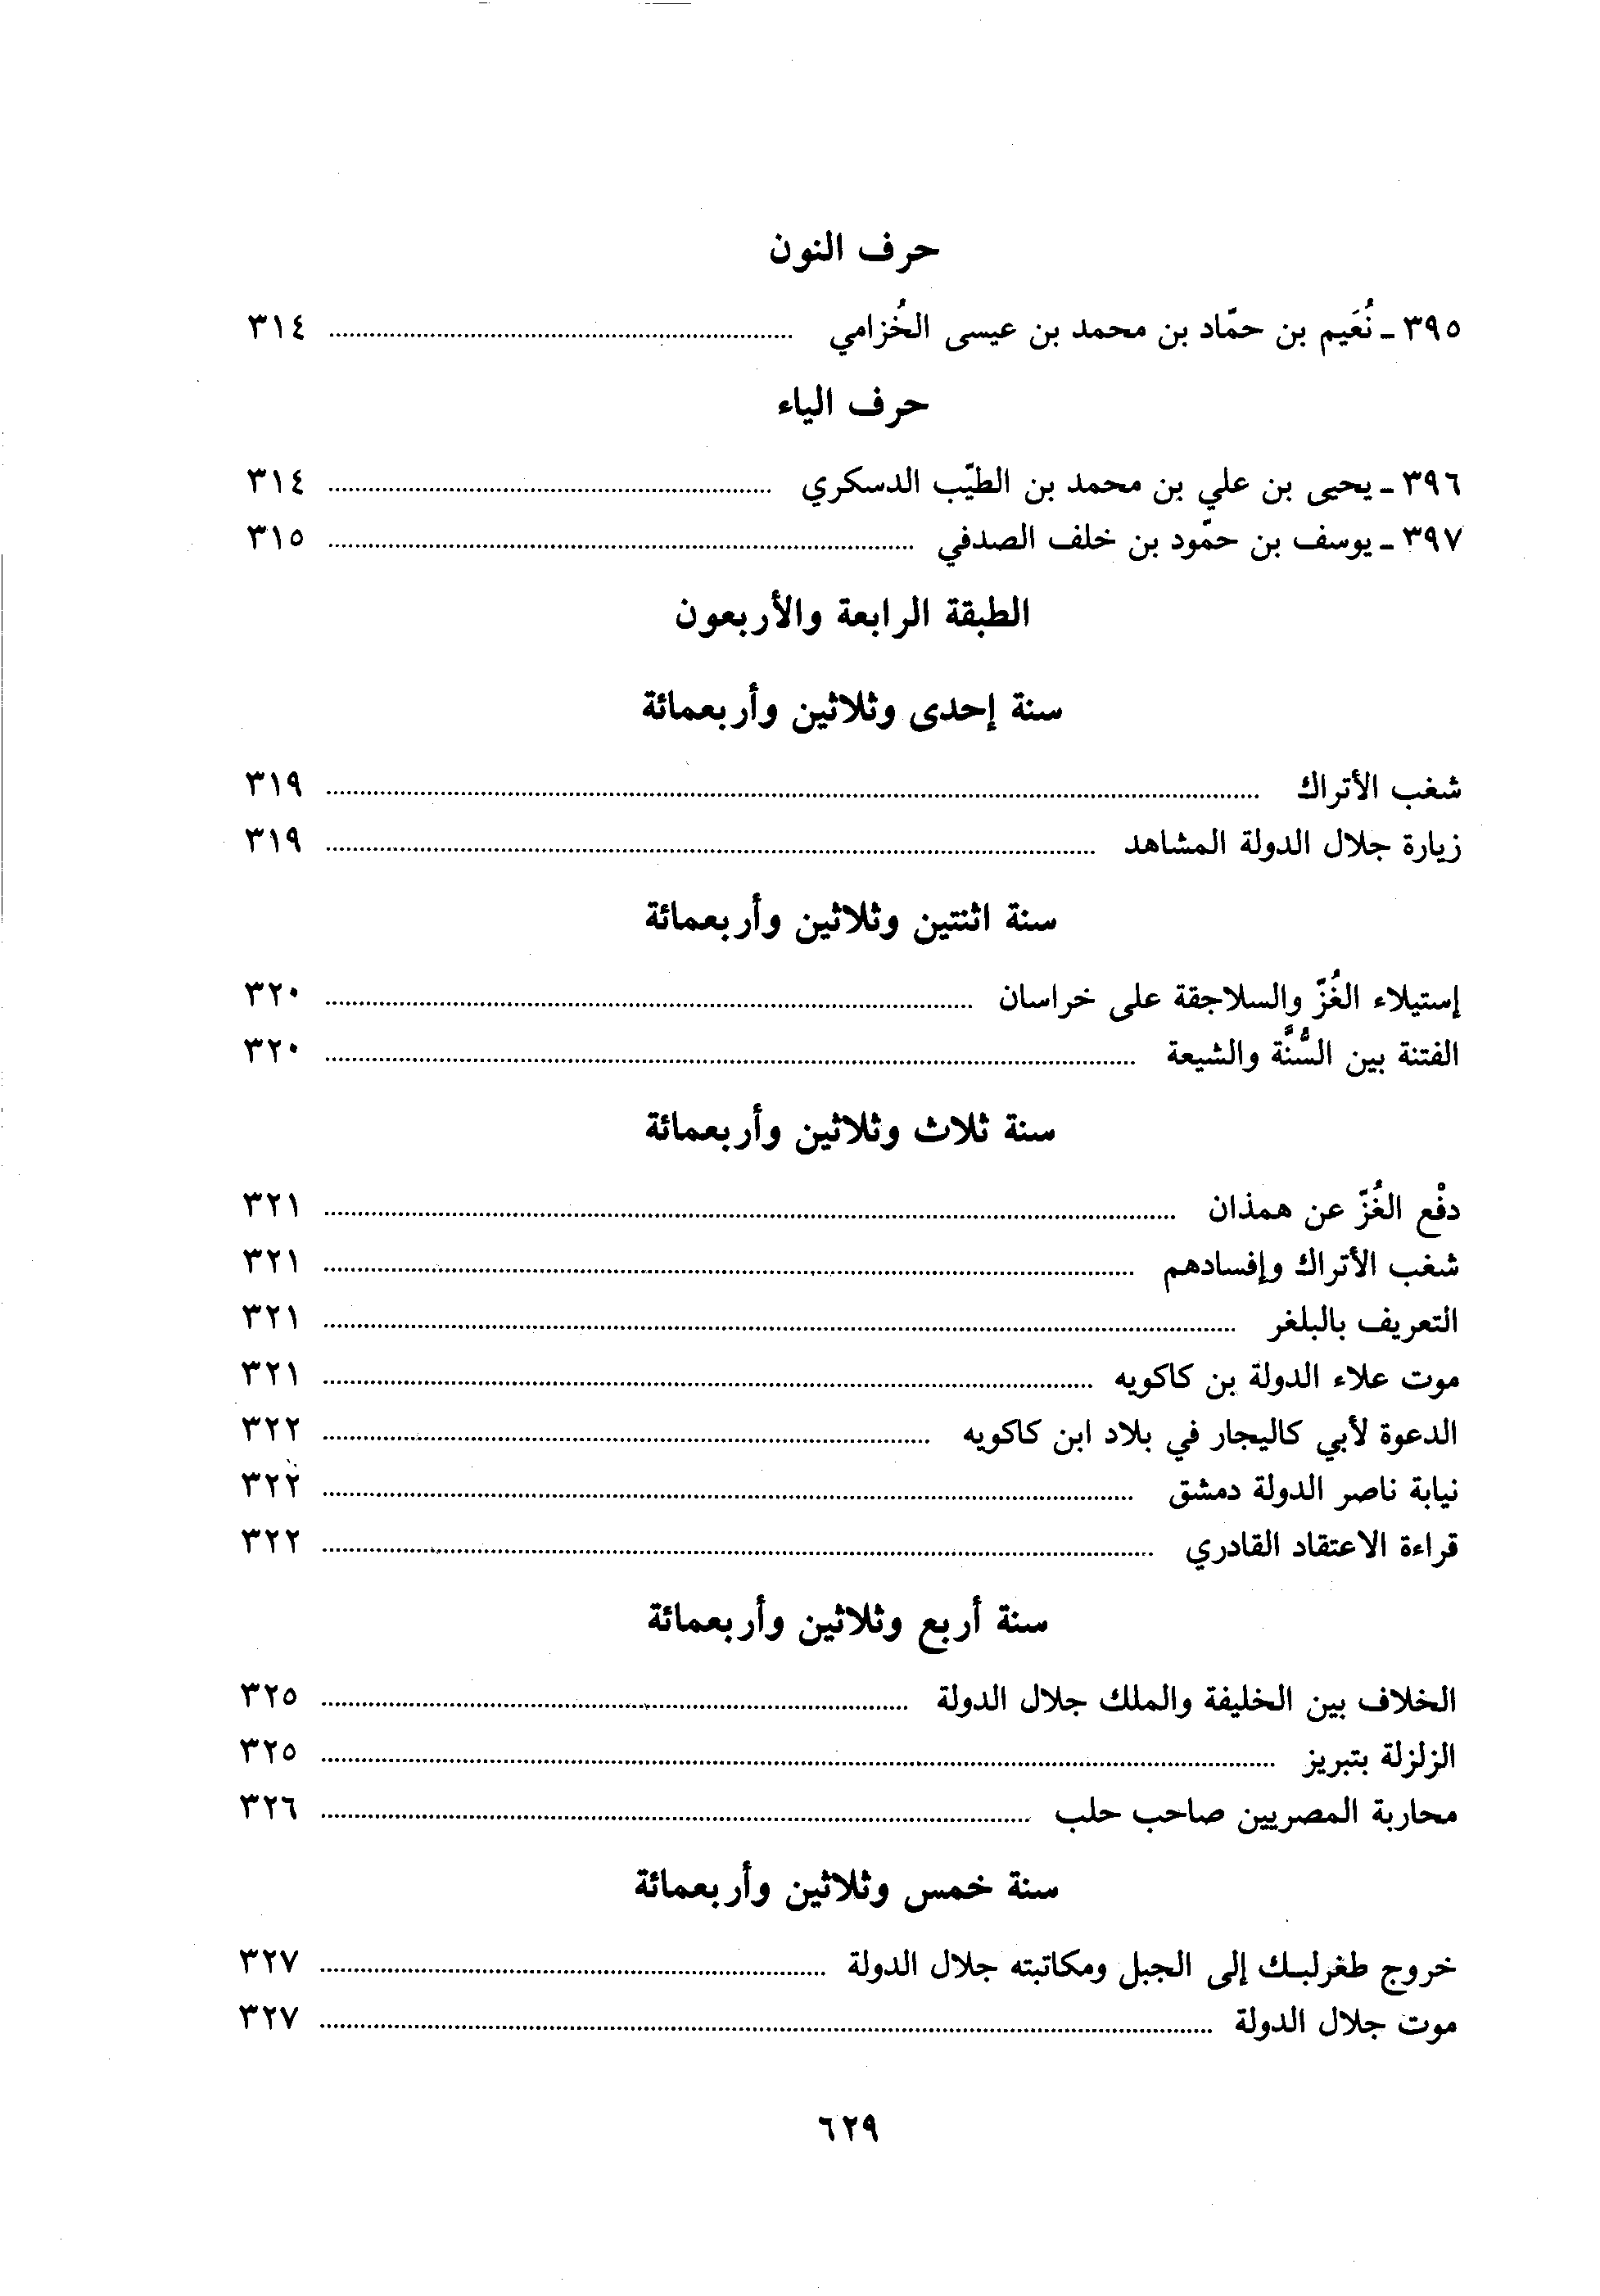 حرف النون
٣٩٥ ـ نُعَيم بن حمّاد بن محمد بن عيسى الخُزامي ........ ٣١٤
حرف الياء
٣٩٦ ـ يحيى بن علي بن محمد بن الطيّب الدسكري ........ ٣١٤
٣٩٧ ـ يوسف بن حمّود بن خلف الصدفي ........ ٣١٥
الطبقة الرابعة والأربعون
سنة إحدى وثلاثين وأربعمائة
شغب الأتراك ........ ٣١٩
زيارة جلال الدولة المشاهد ........ ٣١٩
سنة اثنتين وثلاثين وأربعمائة
إستيلاء الغُزّ والسلاجقة على خراسان ........ ٣٢٠
الفتنة بين السُّنَّة والشيعة ........ ٣٢٠
سنة ثلاث وثلاثين وأربعمائة
دفْع الغُزّ عن همذان ........ ٣٢١
شغب الأتراك وإفسادهم ........ ٣٢١
التعريف بالبلغر ........ ٣٢١
موت علاء الدولة بن كاكويه ........ ٣٢١
الدعوة لأبي كاليجار في بلاد ابن كاكويه ........ ٣٢٢
نيابة ناصر الدولة دمشق ........ ٣٢٢
قراءة الاعتقاد القادري ........ ٣٢٢
سنة أربع وثلاثين وأربعمائة
الخلاف بين الخليفة والملك جلال الدولة ........ ٣٢٥
الزلزلة بتبريز ........ ٣٢٥
محاربة المصريين صاحب حلب ........ ٣٢٦
سنة خمس وثلاثين وأربعمائة
خروج طغرلبـك إلى الجبل ومكاتبته جلال الدولة ........ ٣٢٧
موت جلال الدولة ........ ٣٢٧
٦٢٩